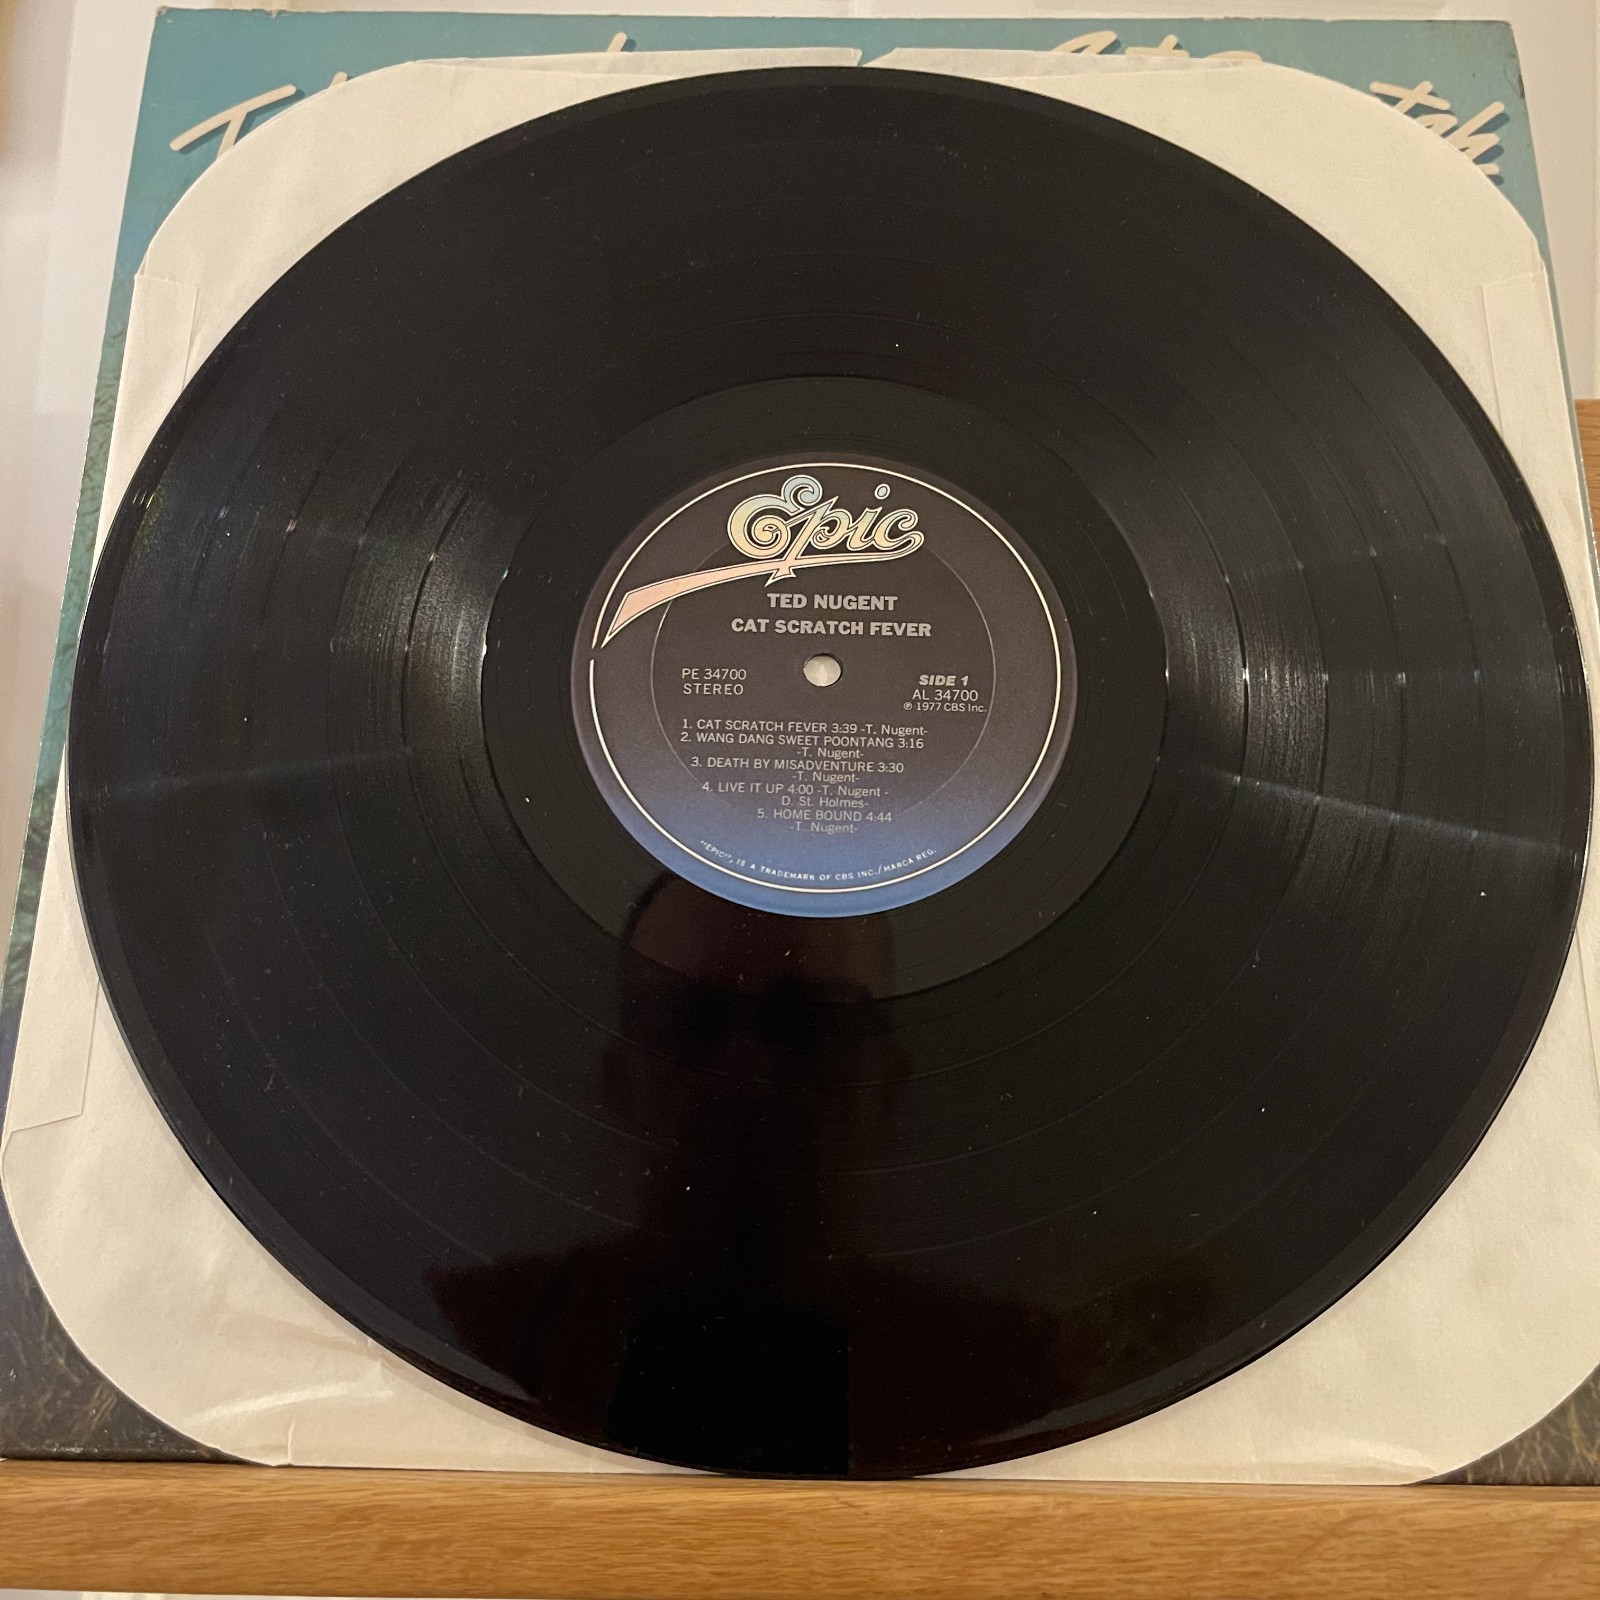 Epic
TED NUGENT
CAT SCRATCH FEVER
PE 34700
STEREO
SIDE 1
AL 34700
℗ 1977 CBS Inc.
1. CAT SCRATCH FEVER 3:39 -T. Nugent-
2. WANG DANG SWEET POONTANG 3:16
-T. Nugent-
3. DEATH BY MISADVENTURE 3:30
-T. Nugent-
4. LIVE IT UP 4:00 -T. Nugent -
D. St. Holmes-
5. HOME BOUND 4:44
-T. Nugent-
"EPIC", IS A TRADEMARK OF CBS INC./MARCA REG.